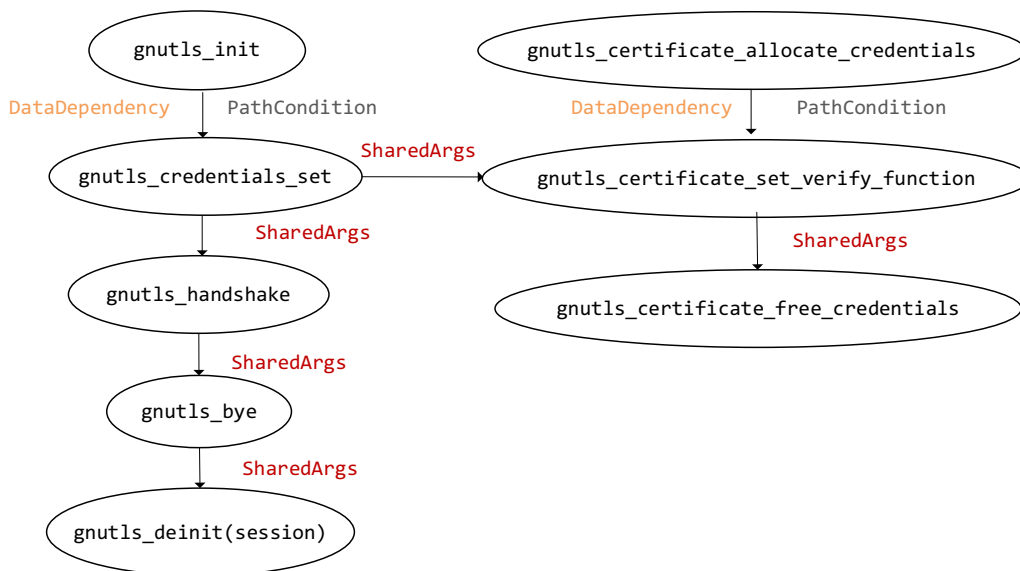 gnutls_init
gnutls_certificate_allocate_credentials
DataDependency PathCondition
DataDependency PathCondition
SharedArgs
gnutls_credentials_set
gnutls_certificate_set_verify_function
SharedArgs
SharedArgs
gnutls_handshake
gnutls_certificate_free_credentials
SharedArgs
gnutls_bye
SharedArgs
gnutls_deinit(session)